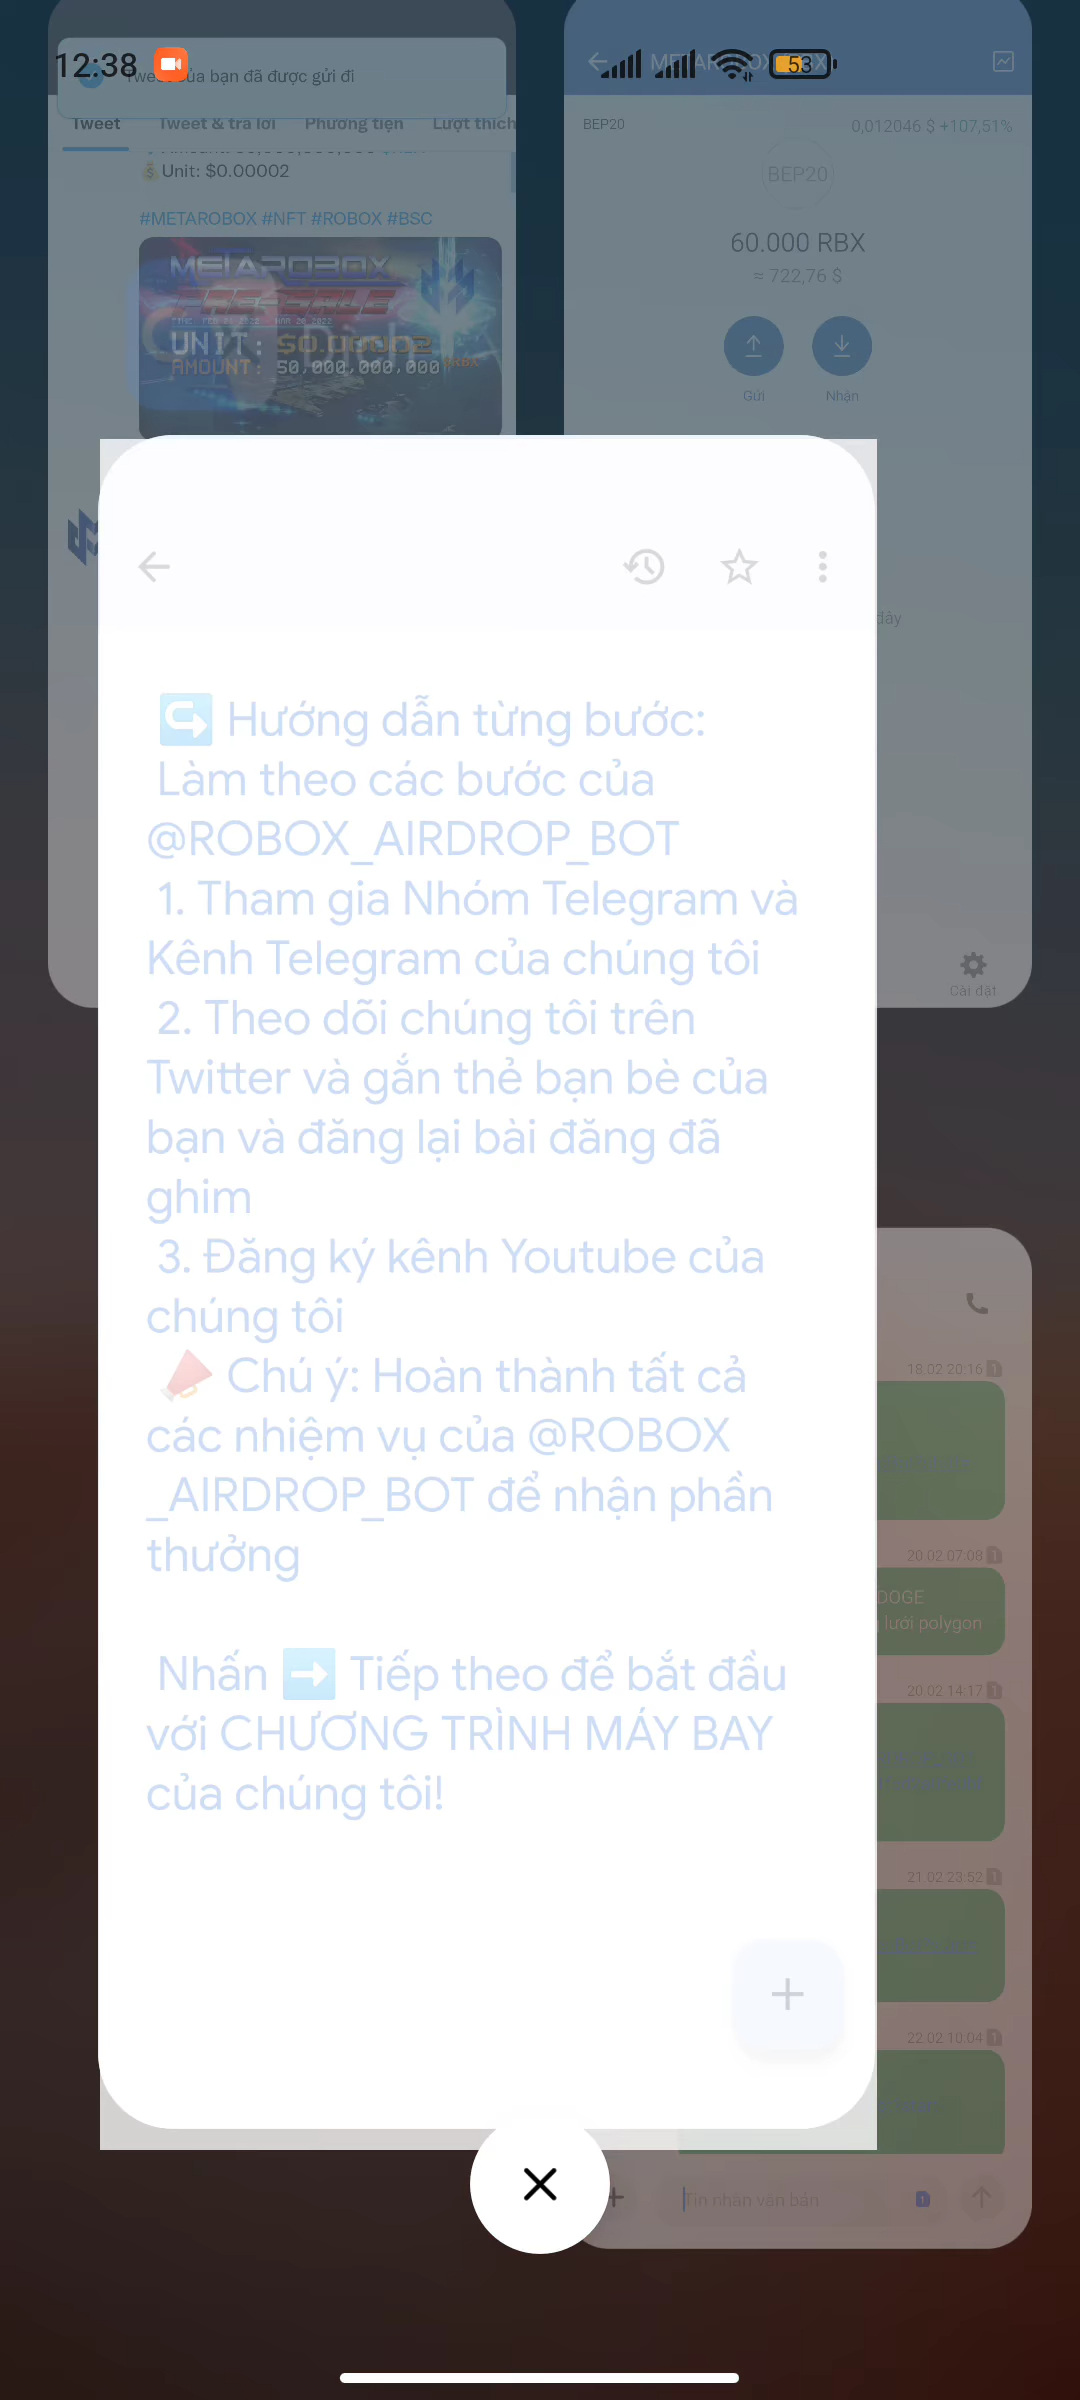 12:38
Tweet của bạn đã được gửi đi
53
Tweet
Tweet & trả lời
Phương tiện
Lượt thích
💰Unit: $0.00002
#METAROBOX #NFT #ROBOX #BSC
METAROBOX
PRE-SALE
UNIT: $0.00002
AMOUNT: 50,000,000,000 $RBX
BEP20
0,012046 $ +107,51%
BEP20
60.000 RBX
≈ 722,76 $
Gửi
Nhận
đây
Cài đặt
↪️ Hướng dẫn từng bước:
Làm theo các bước của
@ROBOX_AIRDROP_BOT
1. Tham gia Nhóm Telegram và
Kênh Telegram của chúng tôi
2. Theo dõi chúng tôi trên
Twitter và gắn thẻ bạn bè của
bạn và đăng lại bài đăng đã
ghim
3. Đăng ký kênh Youtube của
chúng tôi
📣 Chú ý: Hoàn thành tất cả
các nhiệm vụ của @ROBOX
_AIRDROP_BOT để nhận phần
thưởng
Nhấn ➡️ Tiếp theo để bắt đầu
với CHƯƠNG TRÌNH MÁY BAY
của chúng tôi!
18.02 20:16
20.02 07:08
DOGE
lưới polygon
20.02 14:17
21.02 23:52
22.02 10:04
Tin nhắn văn bản